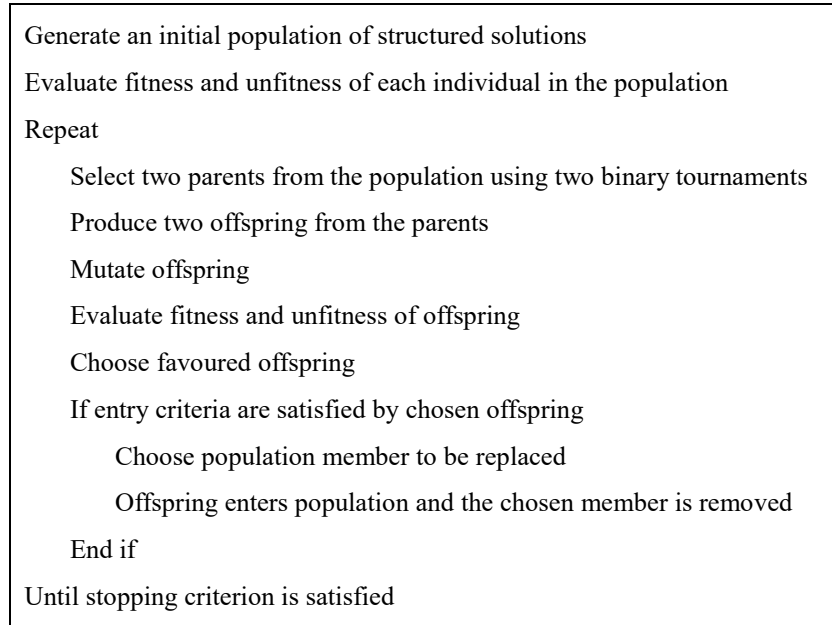 Generate an initial population of structured solutions
Evaluate fitness and unfitness of each individual in the population
Repeat
Select two parents from the population using two binary tournaments
Produce two offspring from the parents
Mutate offspring
Evaluate fitness and unfitness of offspring
Choose favoured offspring
If entry criteria are satisfied by chosen offspring
Choose population member to be replaced
Offspring enters population and the chosen member is removed
End if
Until stopping criterion is satisfied